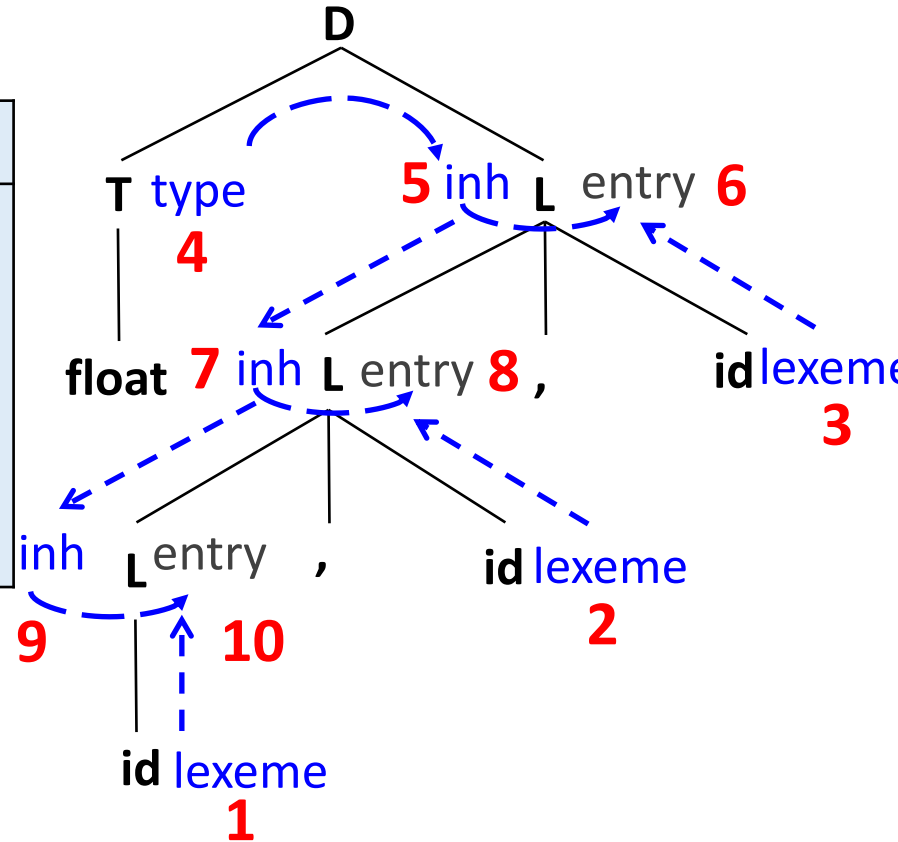 D
T type 5 inh L entry 6
4
float 7 inh L entry 8 , id lexeme
3
inh L entry , id lexeme
9 10 2
id lexeme
1